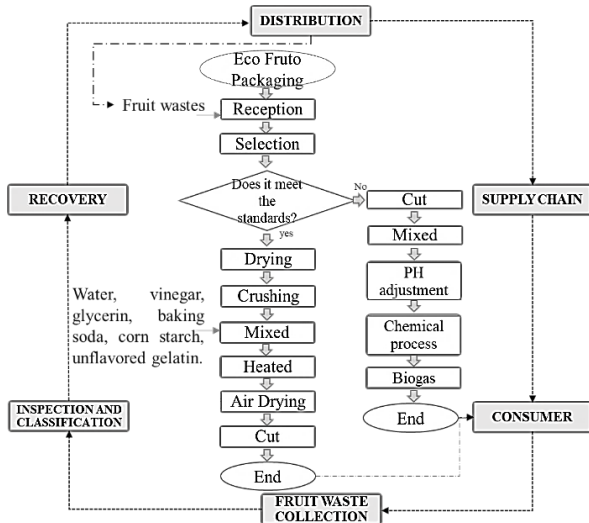 DISTRIBUTION
Eco Fruto
Packaging
Fruit wastes
Reception
Selection
Does it meet
the
standards?
No
yes
RECOVERY
SUPPLY CHAIN
Cut
Mixed
PH
adjustment
Chemical
process
Biogas
End
Drying
Crushing
Water, vinegar,
glycerin, baking
soda, corn starch,
unflavored gelatin.
Mixed
Heated
Air Drying
Cut
End
INSPECTION AND
CLASSIFICATION
CONSUMER
FRUIT WASTE
COLLECTION